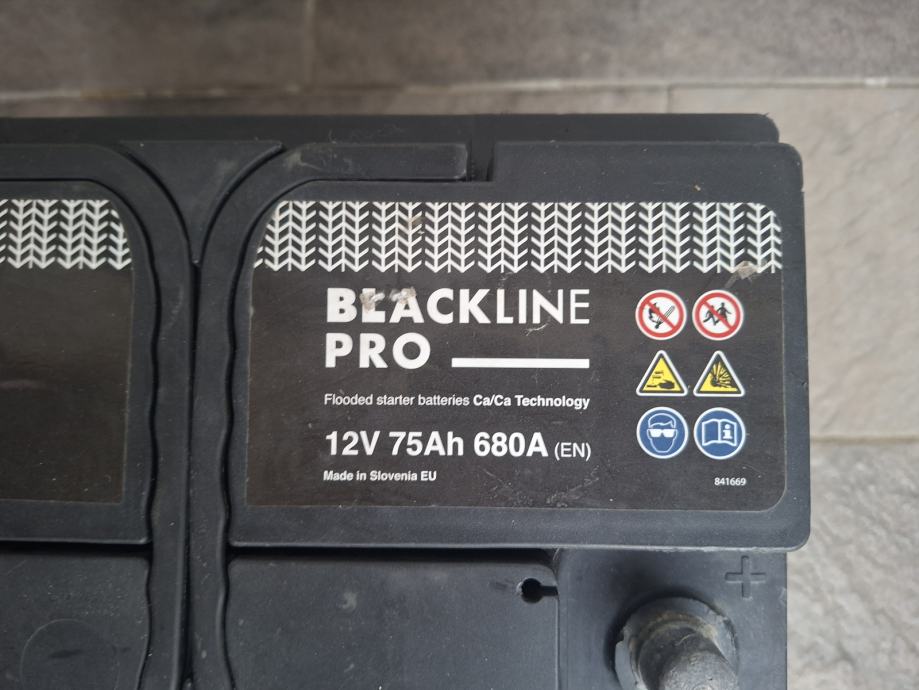 BLACKLINE
PRO
Flooded starter batteries Ca/Ca Technology
12V 75Ah 680A (EN)
Made in Slovenia EU
841669
+